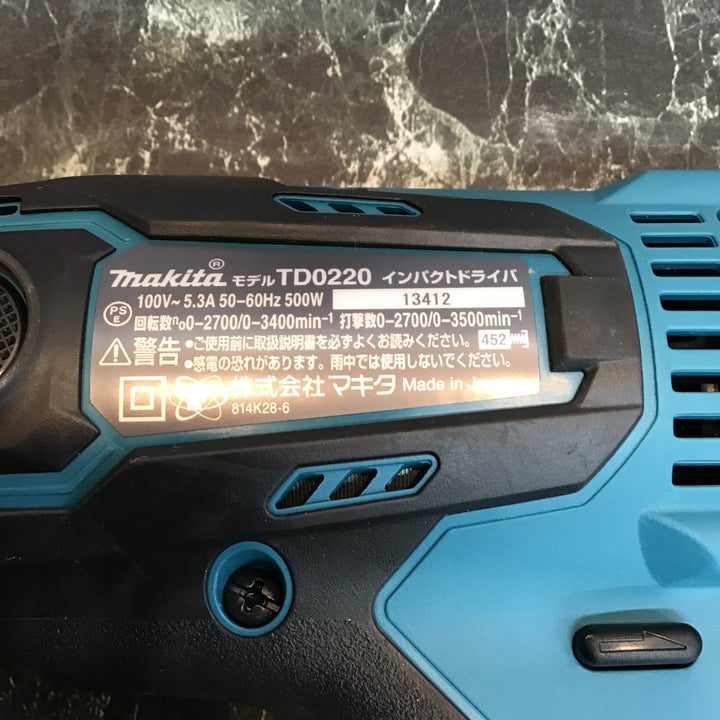 makita® モデル TD0220 インパクトドライバ
100V~ 5.3A 50-60Hz 500W 13412
PS E 回転数n₀0-2700/0-3400min⁻¹ 打撃数0-2700/0-3500min⁻¹
警告 ●ご使用前に取扱説明書を必ずよくお読みください。 452
●感電の恐れがあります。雨中では使用しないでください。
株式会社 マキタ Made in
814K28-6